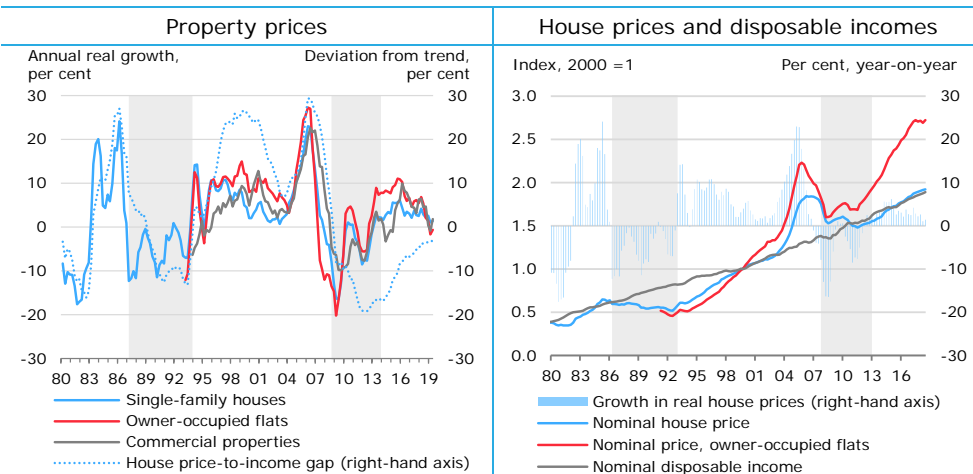 Property prices
Annual real growth,
per cent
Deviation from trend,
per cent
30
20
10
0
-10
-20
-30
30
20
10
0
-10
-20
-30
80 83 86 89 92 95 98 01 04 07 10 13 16 19
Single-family houses
Owner-occupied flats
Commercial properties
House price-to-income gap (right-hand axis)
House prices and disposable incomes
Index, 2000 =1
Per cent, year-on-year
3.0
2.5
2.0
1.5
1.0
0.5
0.0
30
20
10
0
-10
-20
-30
80 83 86 89 92 95 98 01 04 07 10 13 16
Growth in real house prices (right-hand axis)
Nominal house price
Nominal price, owner-occupied flats
Nominal disposable income